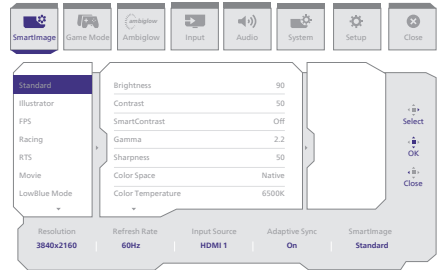 SmartImage
Game Mode
ambiglow
Ambiglow
Input
Audio
System
Setup
Close
Standard
Illustrator
FPS
Racing
RTS
Movie
LowBlue Mode
Brightness 90
Contrast 50
SmartContrast Off
Gamma 2.2
Sharpness 50
Color Space Native
Color Temperature 6500K
Select
OK
Close
Resolution Refresh Rate Input Source Adaptive Sync SmartImage
3840x2160 60Hz HDMI 1 On Standard